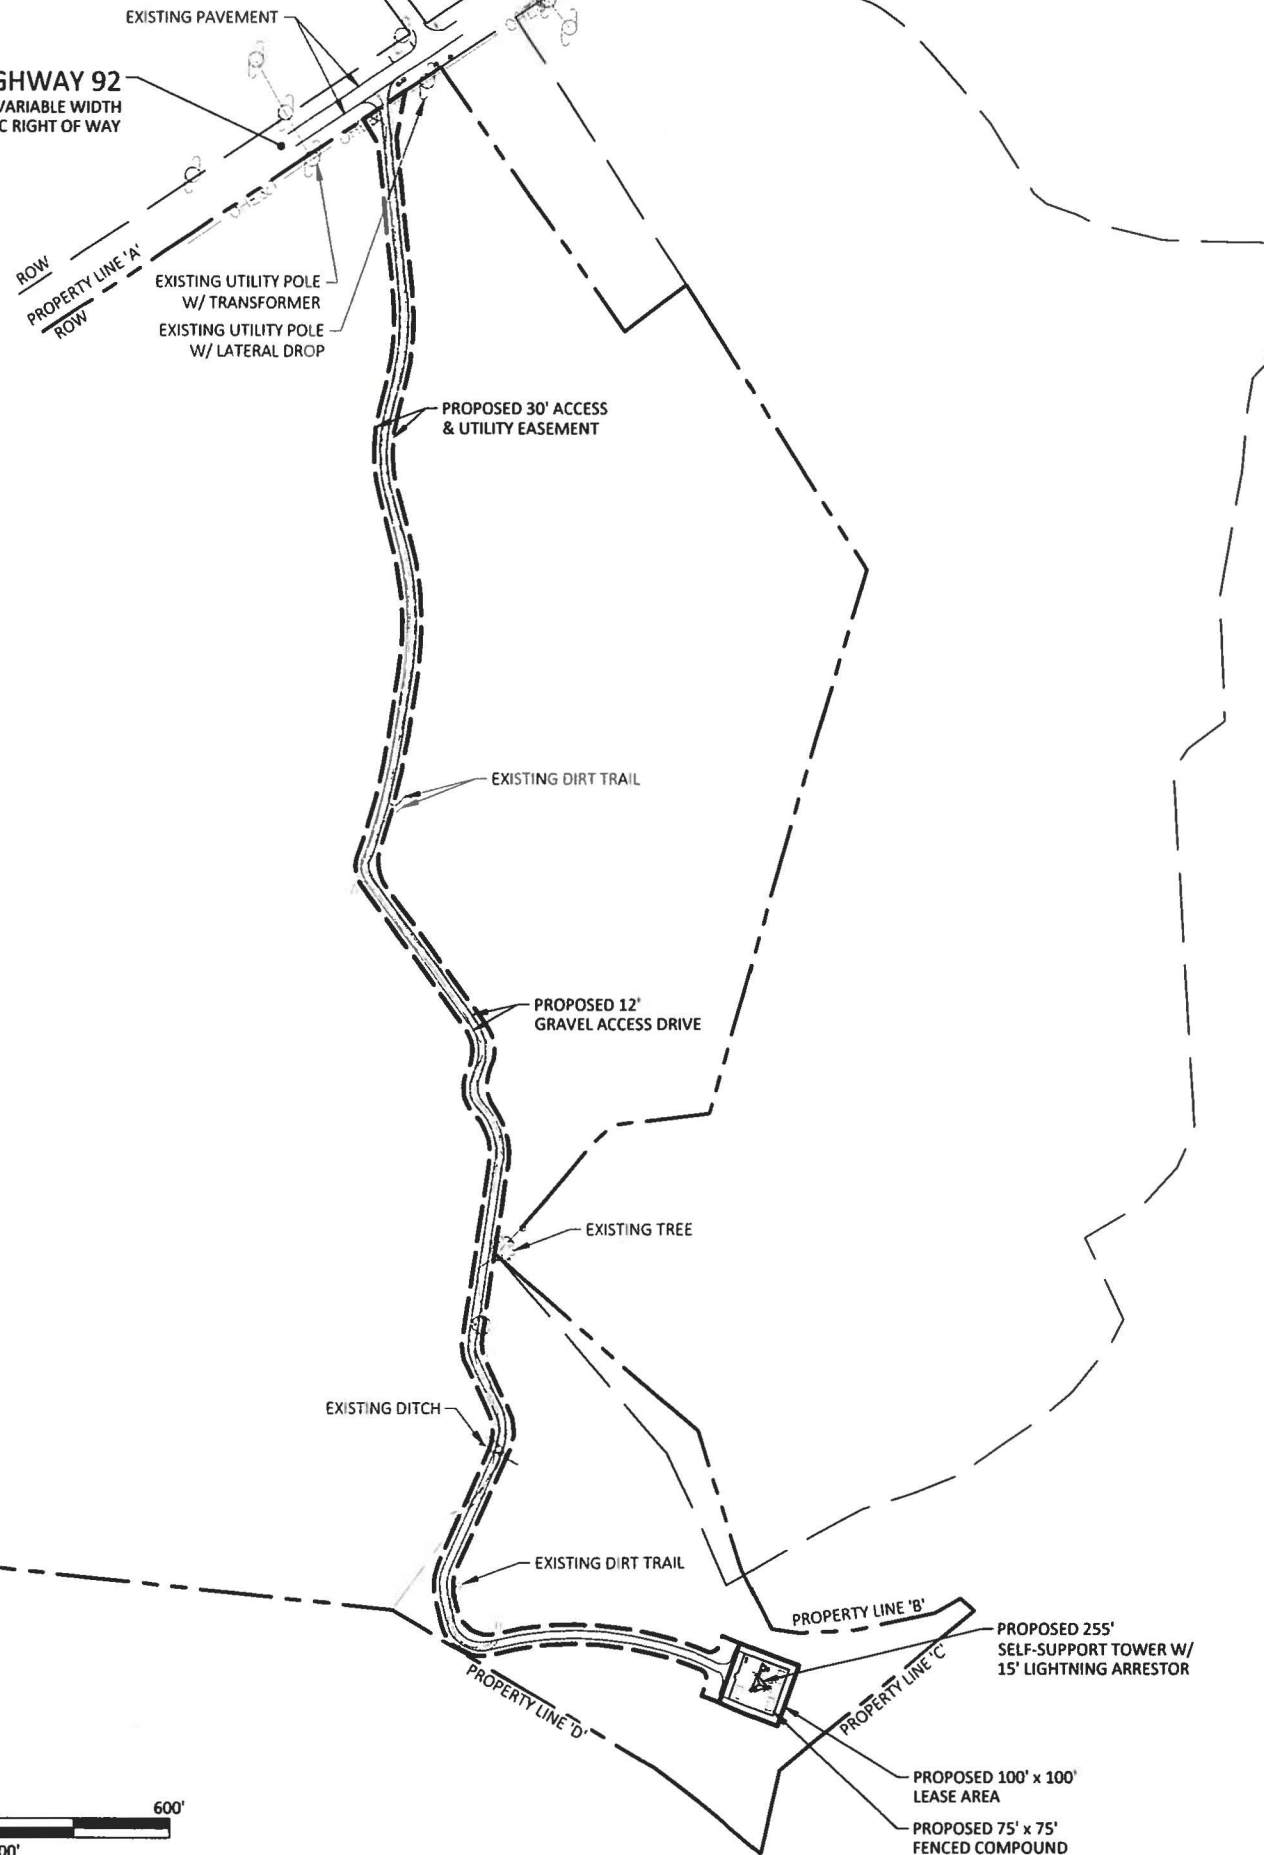 EXISTING PAVEMENT
GHWAY 92
VARIABLE WIDTH
C RIGHT OF WAY
ROW
PROPERTY LINE 'A'
ROW
EXISTING UTILITY POLE
W/ TRANSFORMER
EXISTING UTILITY POLE
W/ LATERAL DROP
PROPOSED 30' ACCESS
& UTILITY EASEMENT
EXISTING DIRT TRAIL
PROPOSED 12'
GRAVEL ACCESS DRIVE
EXISTING TREE
EXISTING DITCH
EXISTING DIRT TRAIL
PROPERTY LINE 'B'
PROPOSED 255'
SELF-SUPPORT TOWER W/
15' LIGHTNING ARRESTOR
PROPERTY LINE 'C'
PROPERTY LINE 'D'
PROPOSED 100' x 100'
LEASE AREA
PROPOSED 75' x 75'
FENCED COMPOUND
600'
00'